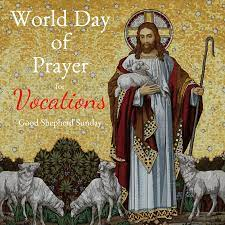 World Day
of
Prayer
for
Vocations
Good Shepherd Sunday